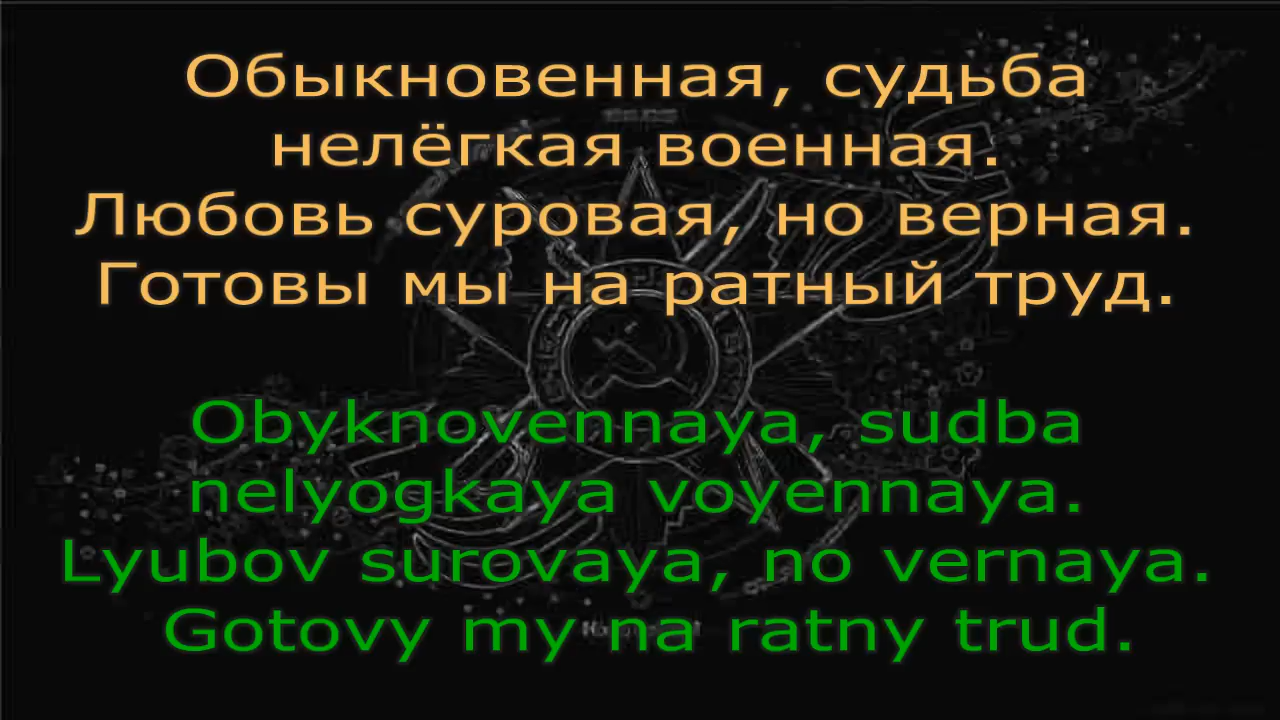 Обыкновенная, судьба
нелёгкая военная.
Любовь суровая, но верная.
Готовы мы на ратный труд.
Obyknovennaya, sudba
nelyogkaya voyennaya.
Lyubov surovaya, no vernaya.
Gotovy my na ratny trud.